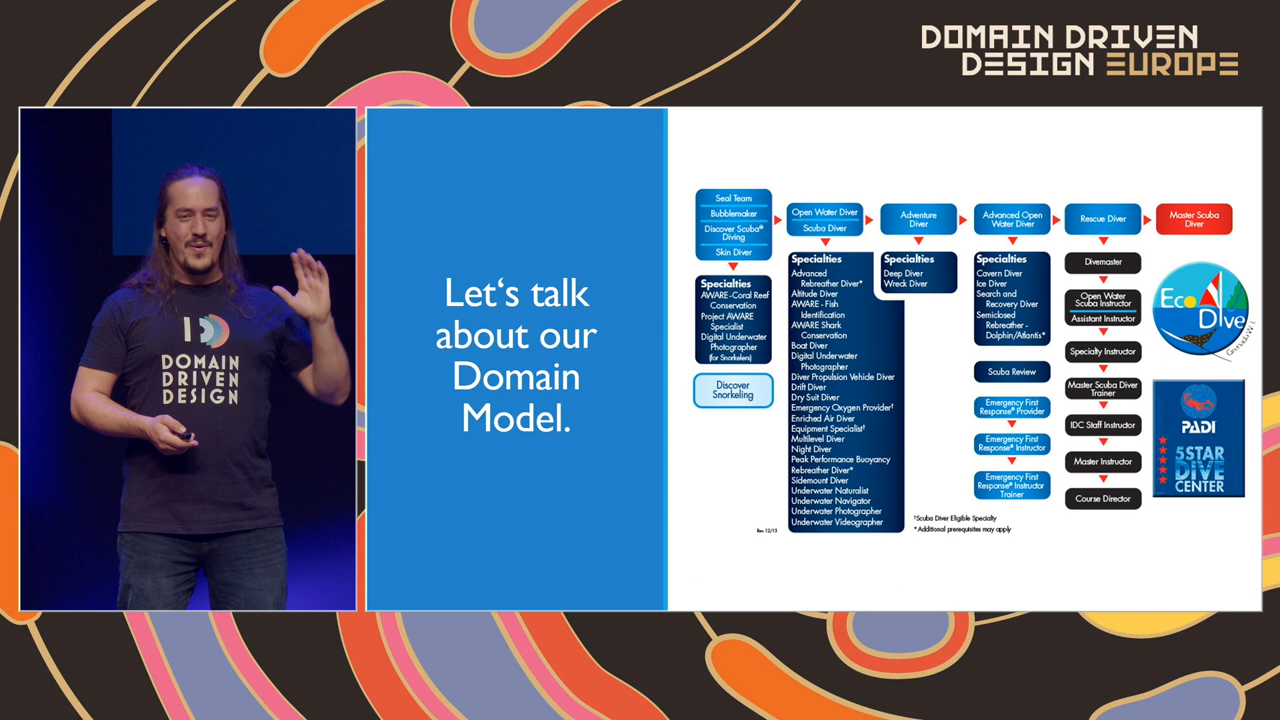 DOMAIN DRIVEN
DESIGN EUROPE
I
DOMAIN
DRIVEN
DESIGN
Let's talk
about our
Domain
Model.
Seal Team
Bubblemaker
Discover Scuba®
Diving
Skin Diver
Specialties
AWARE-Coral Reef
Conservation
Project AWARE
Specialist
Digital Underwater
Photographer
(for Snorkelers)
Discover
Snorkeling
Open Water Diver
Scuba Diver
Specialties
Advanced
Rebreather Diver*
Altitude Diver
AWARE - Fish
Identification
AWARE Shark
Conservation
Boat Diver
Digital Underwater
Photographer
Diver Propulsion Vehicle Diver
Drift Diver
Dry Suit Diver
Emergency Oxygen Provider†
Enriched Air Diver
Equipment Specialist†
Multilevel Diver
Night Diver
Peak Performance Buoyancy
Rebreather Diver*
Sidemount Diver
Underwater Naturalist
Underwater Navigator
Underwater Photographer
Underwater Videographer
Adventure
Diver
Specialties
Deep Diver
Wreck Diver
Advanced Open
Water Diver
Specialties
Cavern Diver
Ice Diver
Search and
Recovery Diver
Semiclosed
Rebreather -
Dolphin/Atlantis*
Scuba Review
Emergency First
Response® Provider
Emergency First
Response® Instructor
Emergency First
Response® Instructor
Trainer
Rescue Diver
Divemaster
Open Water
Scuba Instructor
Assistant Instructor
Specialty Instructor
Master Scuba Diver
Trainer
IDC Staff Instructor
Master Instructor
Course Director
Master Scuba
Diver
Eco
DIve
PADI
5STAR
DIVE
CENTER
Rev. 12/13
†Scuba Diver Eligible Specialty
*Additional prerequisites may apply